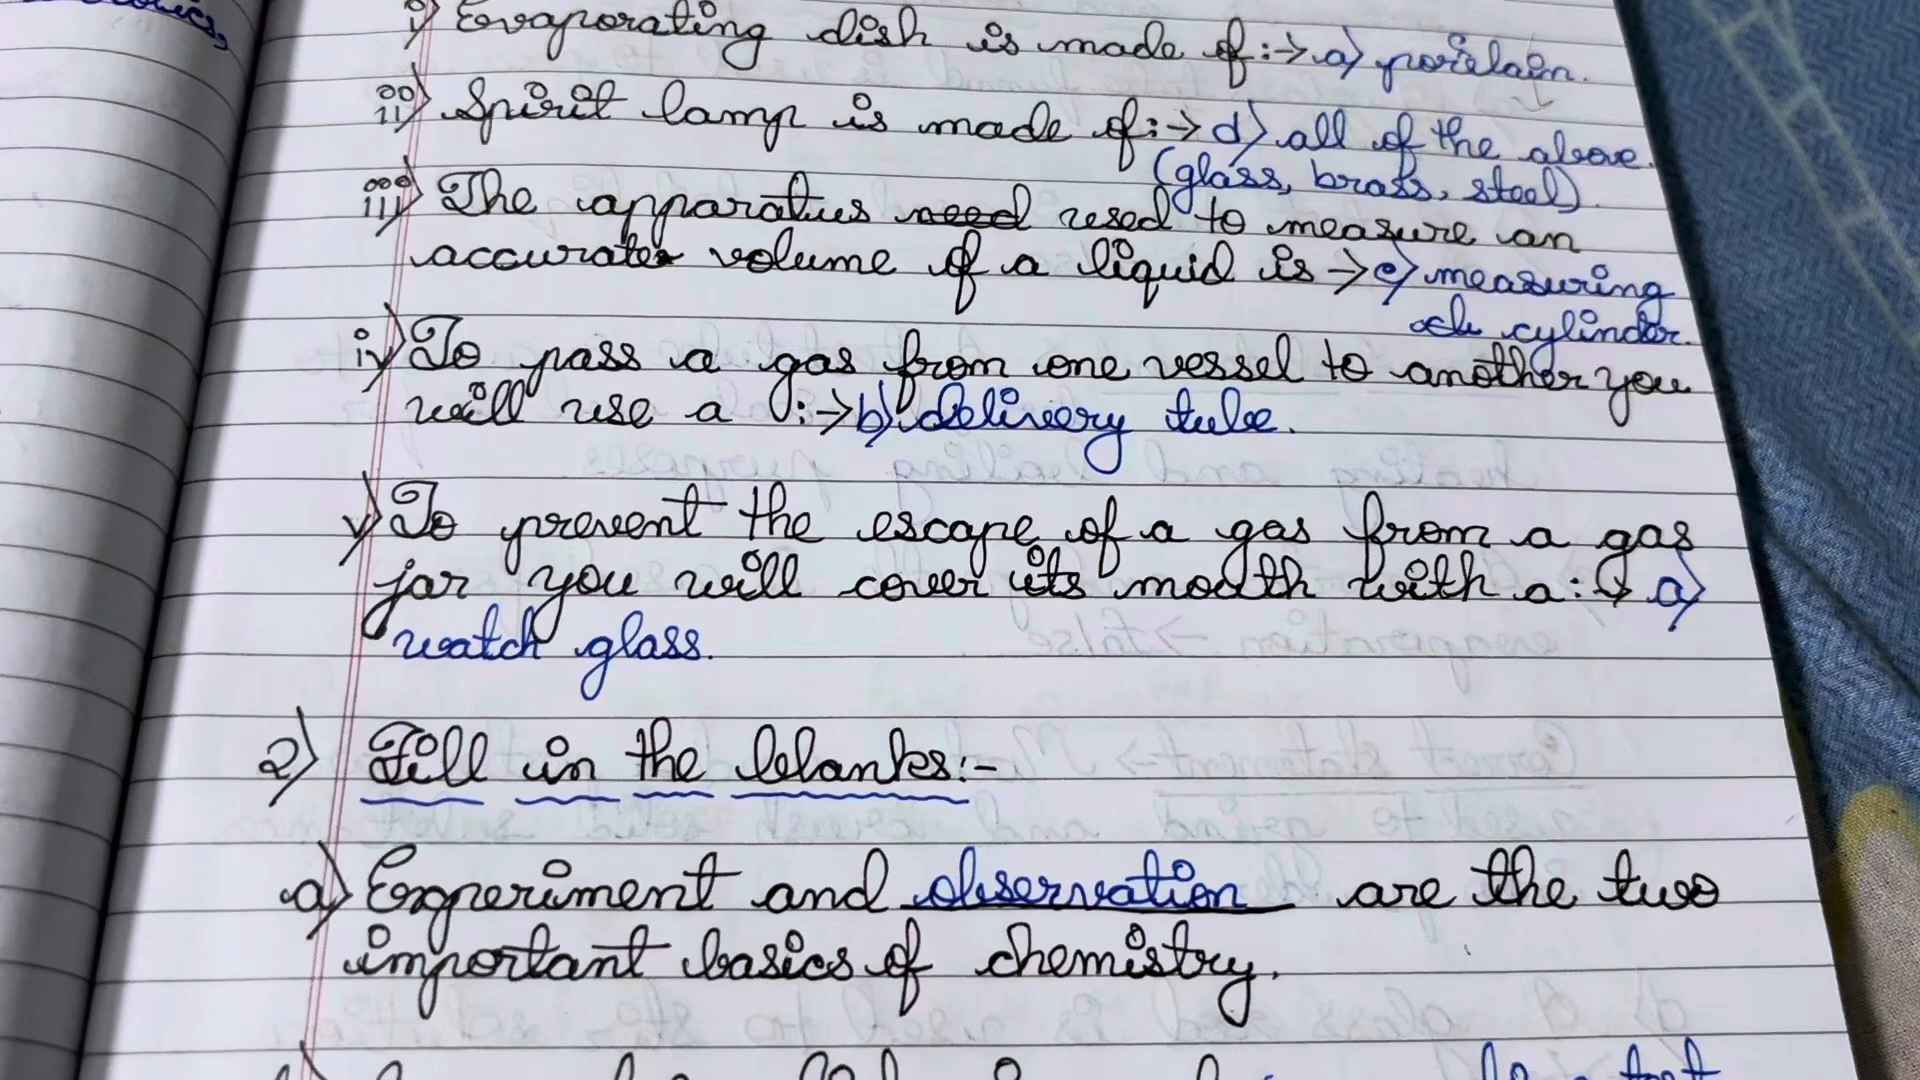 i) Evaporating dish is made of:→ a) porcelain.
ii) Spirit lamp is made of:→ d) all of the above.
(glass, brass, steel).
iii) The apparatus used to measure an
accurate volume of a liquid is → c) measuring
cylinder.
iv) To pass a gas from one vessel to another you
will use a :→ b) delivery tube.
v) To prevent the escape of a gas from a gas
jar you will cover its mouth with a:→ a)
watch glass.
2) Fill in the blanks:-
a) Experiment and observation are the two
important basics of chemistry.